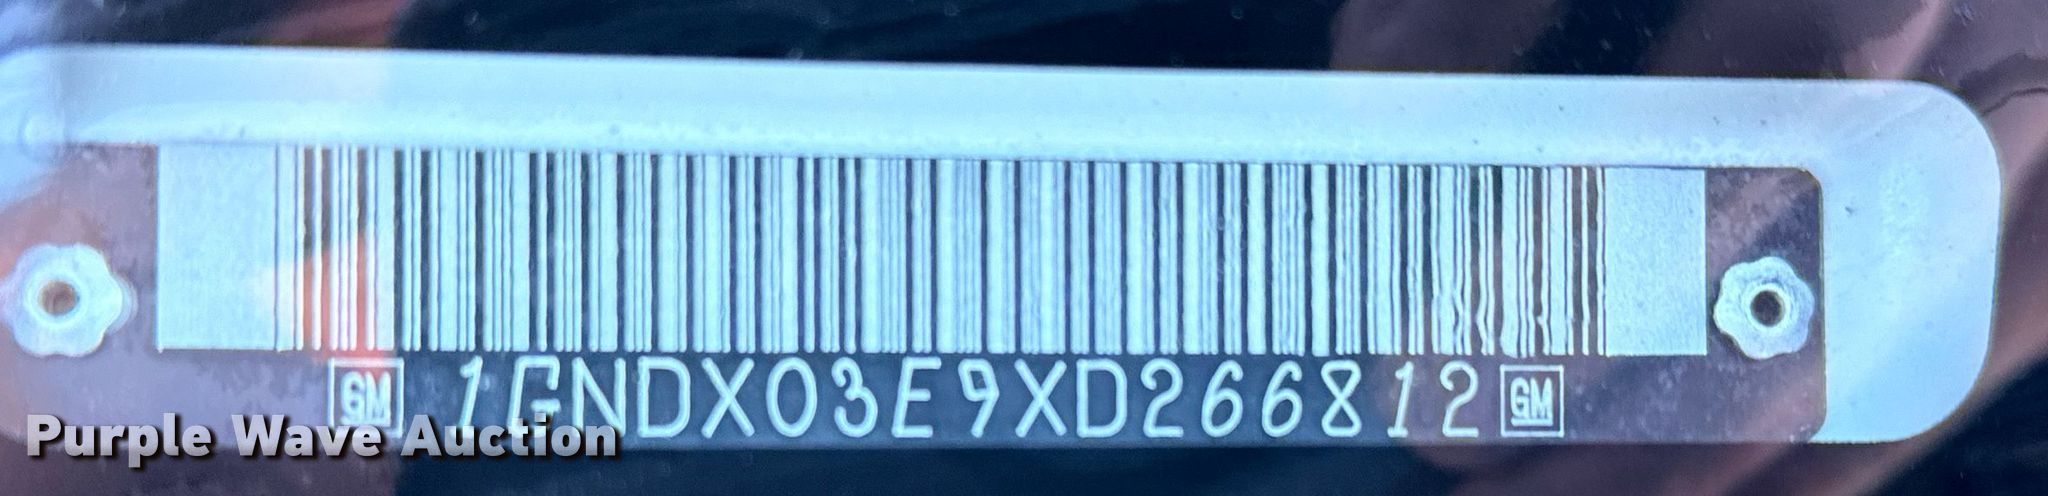 GM 1GNDX03E9XD266812 GM
Purple Wave Auction